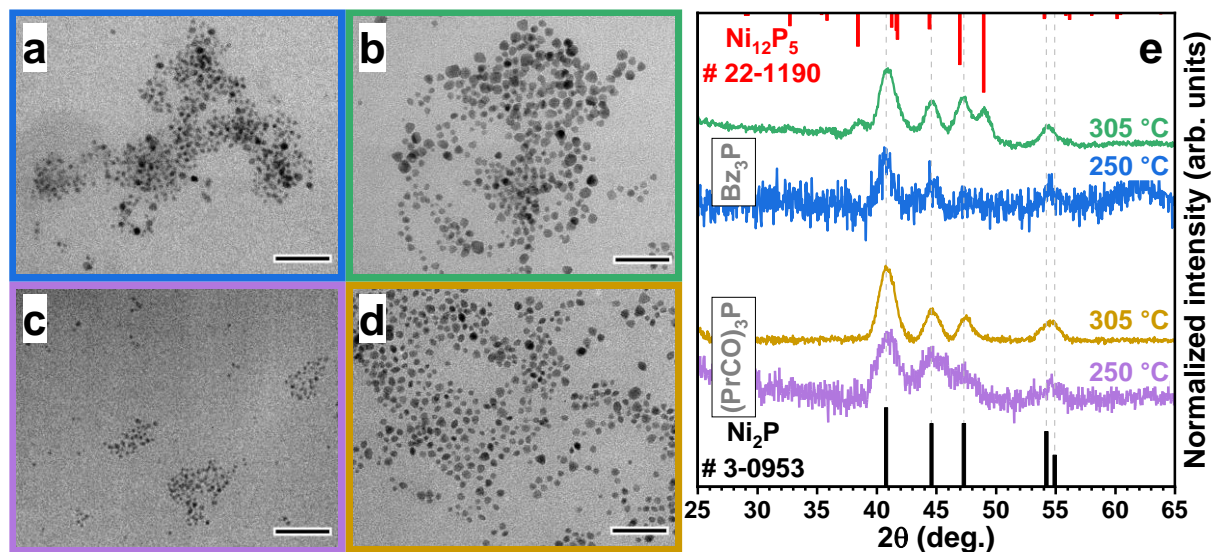 a
b
c
d
e
Ni₁₂P₅
# 22-1190
305 °C
Bz₃P
250 °C
305 °C
(PrCO)₃P
250 °C
Ni₂P
# 3-0953
25 30 35 40 45 50 55 60 65
2θ (deg.)
Normalized intensity (arb. units)